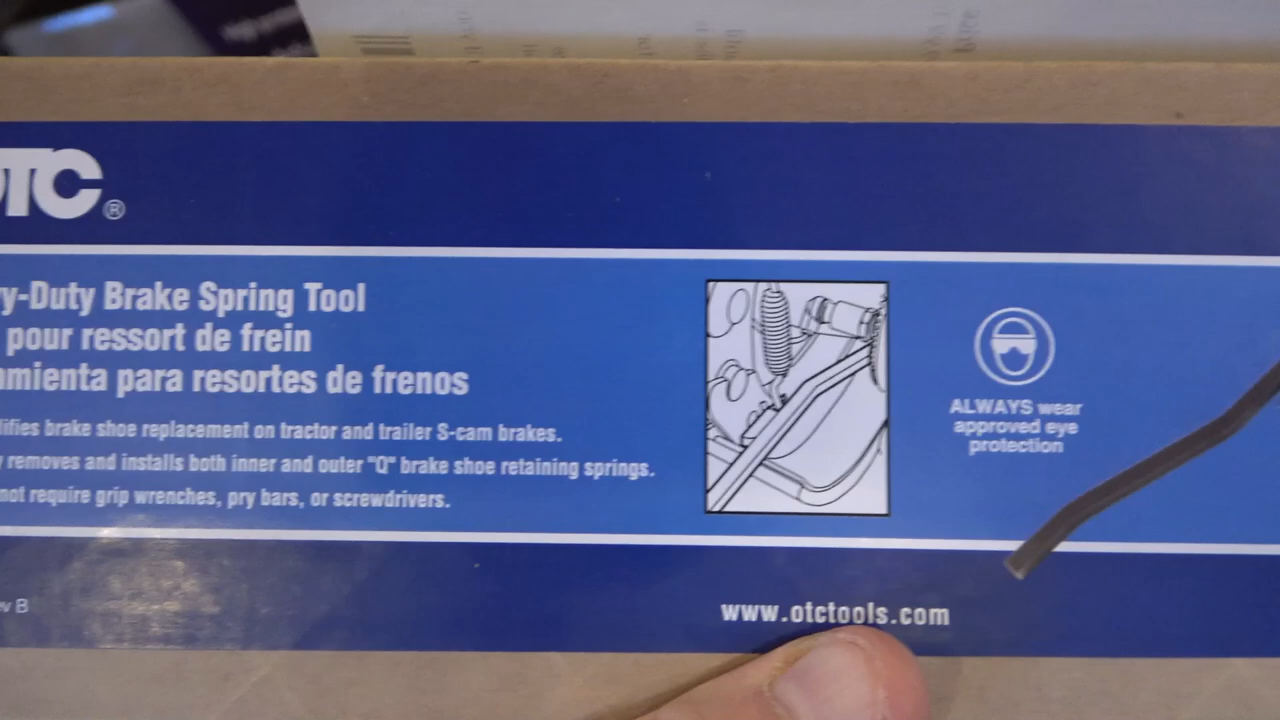 OTC®
y-Duty Brake Spring Tool
pour ressort de frein
amienta para resortes de frenos
lifies brake shoe replacement on tractor and trailer S-cam brakes.
y removes and installs both inner and outer "Q" brake shoe retaining springs.
not require grip wrenches, pry bars, or screwdrivers.
ALWAYS wear
approved eye
protection
ev B
www.otctools.com